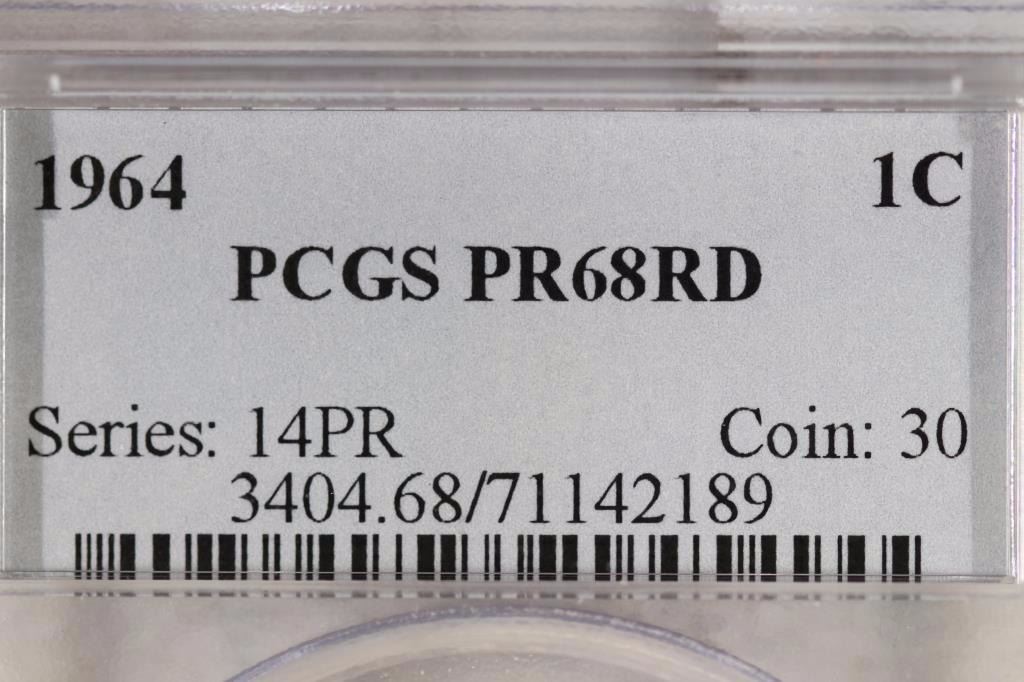 1964 1C
PCGS PR68RD
Series: 14PR Coin: 30
3404.68/71142189